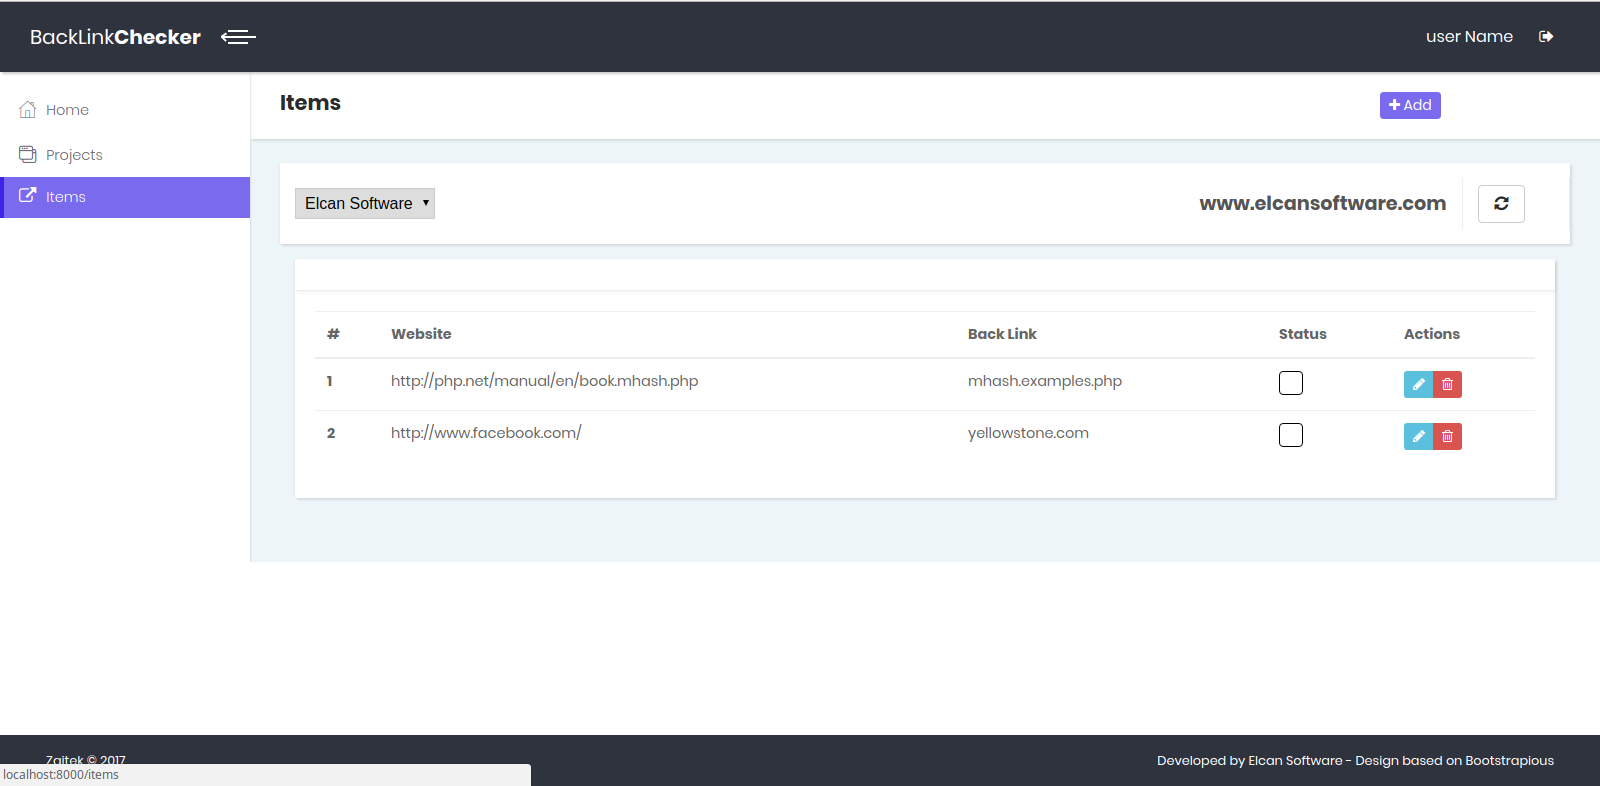 BackLinkChecker
user Name
Home
Projects
Items
Items
Add
Elcan Software
www.elcansoftware.com
# Website Back Link Status Actions
1 http://php.net/manual/en/book.mhash.php mhash.examples.php
2 http://www.facebook.com/ yellowstone.com
Zaitek © 2017
Developed by Elcan Software - Design based on Bootstrapious
localhost:8000/items